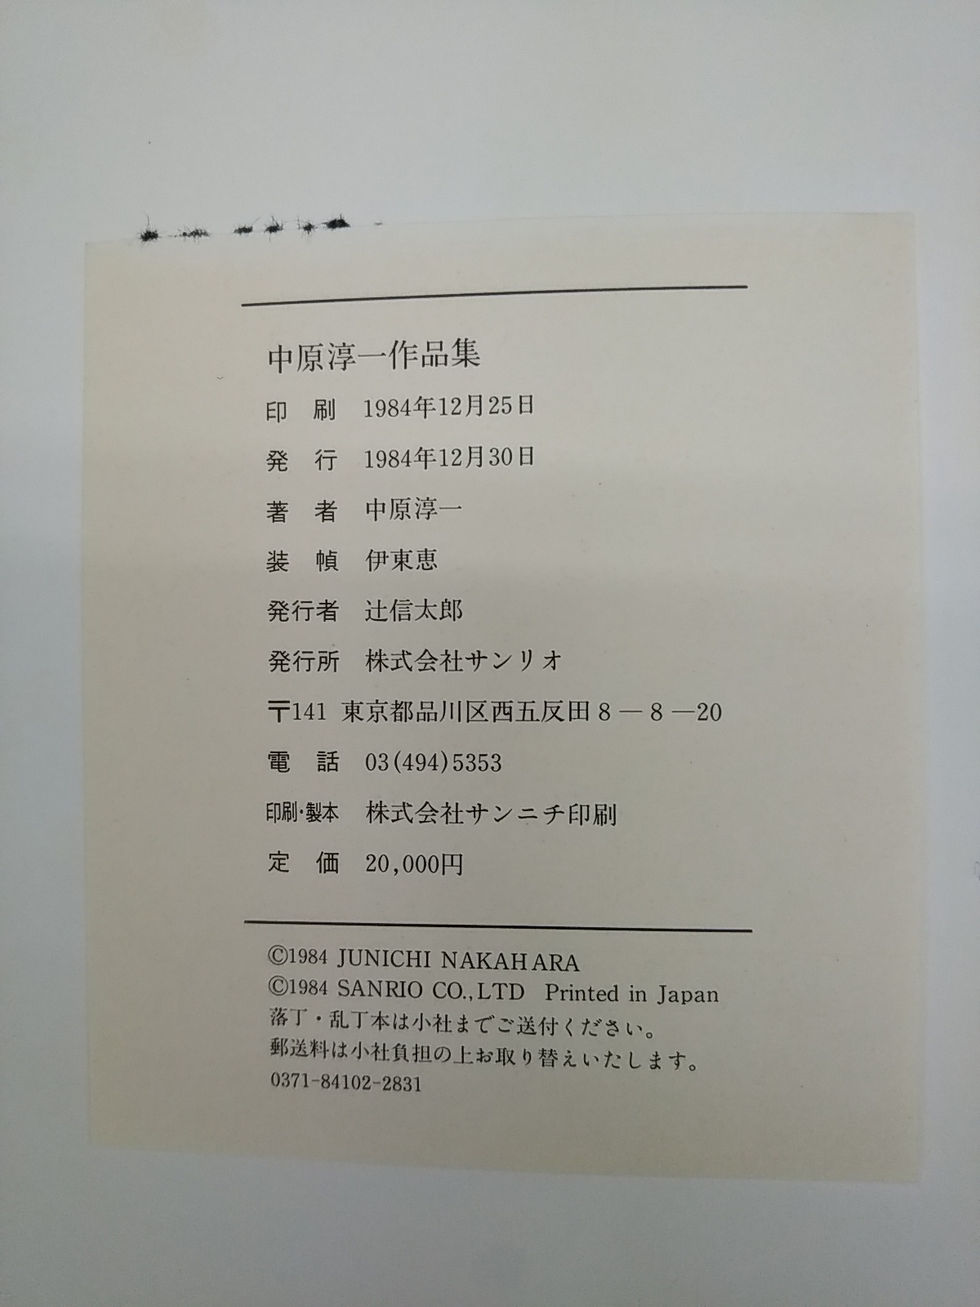 中原淳一作品集
印　刷　1984年12月25日
発　行　1984年12月30日
著　者　中原淳一
装　幀　伊東恵
発行者　辻信太郎
発行所　株式会社サンリオ
〒141 東京都品川区西五反田8－8－20
電　話　03(494)5353
印刷・製本　株式会社サンニチ印刷
定　価　20,000円
©1984 JUNICHI NAKAHARA
©1984 SANRIO CO.,LTD Printed in Japan
落丁・乱丁本は小社までご送付ください。
郵送料は小社負担の上お取り替えいたします。
0371-84102-2831